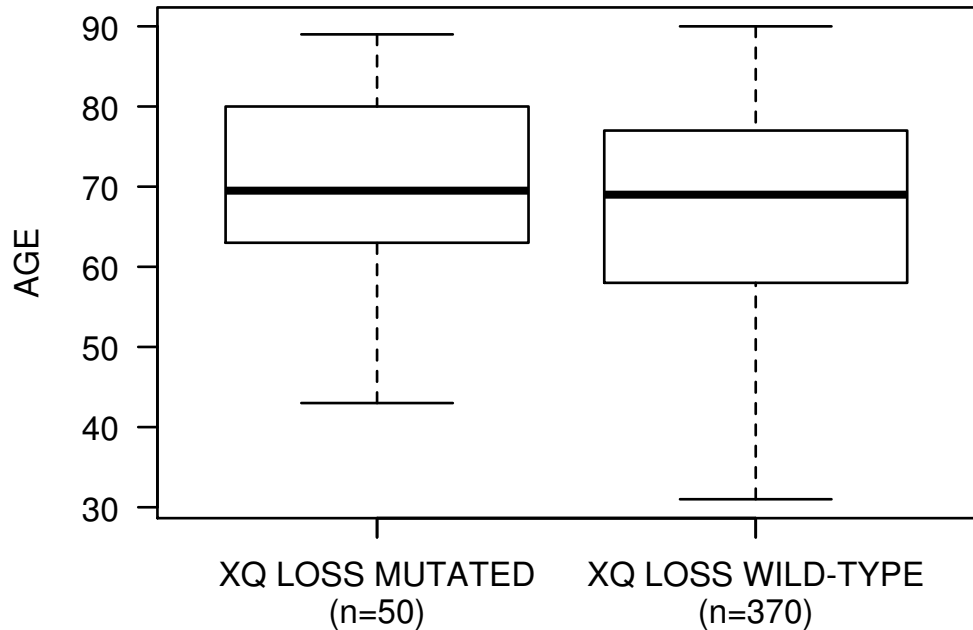 90
80
70
60
50
40
30
AGE
XQ LOSS MUTATED
(n=50)
XQ LOSS WILD-TYPE
(n=370)